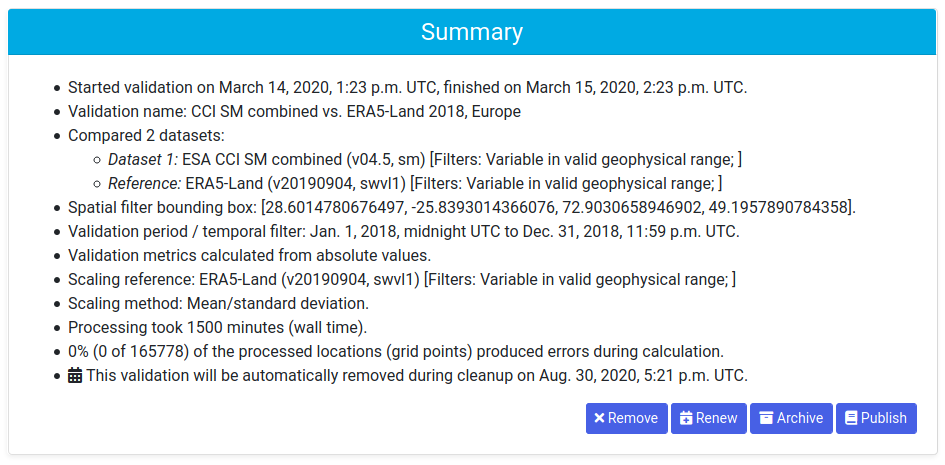 Summary
Started validation on March 14, 2020, 1:23 p.m. UTC, finished on March 15, 2020, 2:23 p.m. UTC.
Validation name: CCI SM combined vs. ERA5-Land 2018, Europe
Compared 2 datasets:
Dataset 1: ESA CCI SM combined (v04.5, sm) [Filters: Variable in valid geophysical range; ]
Reference: ERA5-Land (v20190904, swvl1) [Filters: Variable in valid geophysical range; ]
Spatial filter bounding box: [28.6014780676497, -25.8393014366076, 72.9030658946902, 49.1957890784358].
Validation period / temporal filter: Jan. 1, 2018, midnight UTC to Dec. 31, 2018, 11:59 p.m. UTC.
Validation metrics calculated from absolute values.
Scaling reference: ERA5-Land (v20190904, swvl1) [Filters: Variable in valid geophysical range; ]
Scaling method: Mean/standard deviation.
Processing took 1500 minutes (wall time).
0% (0 of 165778) of the processed locations (grid points) produced errors during calculation.
This validation will be automatically removed during cleanup on Aug. 30, 2020, 5:21 p.m. UTC.
Remove Renew Archive Publish